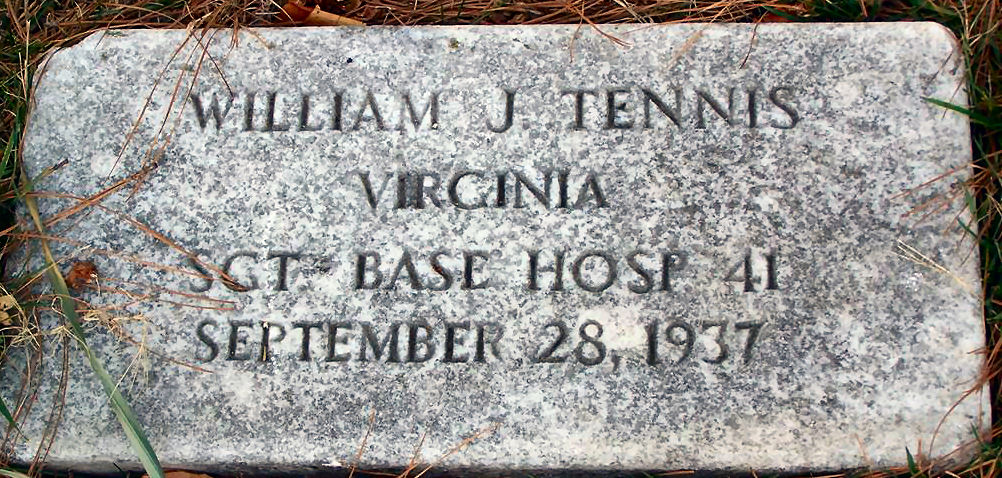 WILLIAM J TENNIS
VIRGINIA
SGT BASE HOSP 41
SEPTEMBER 28, 1937